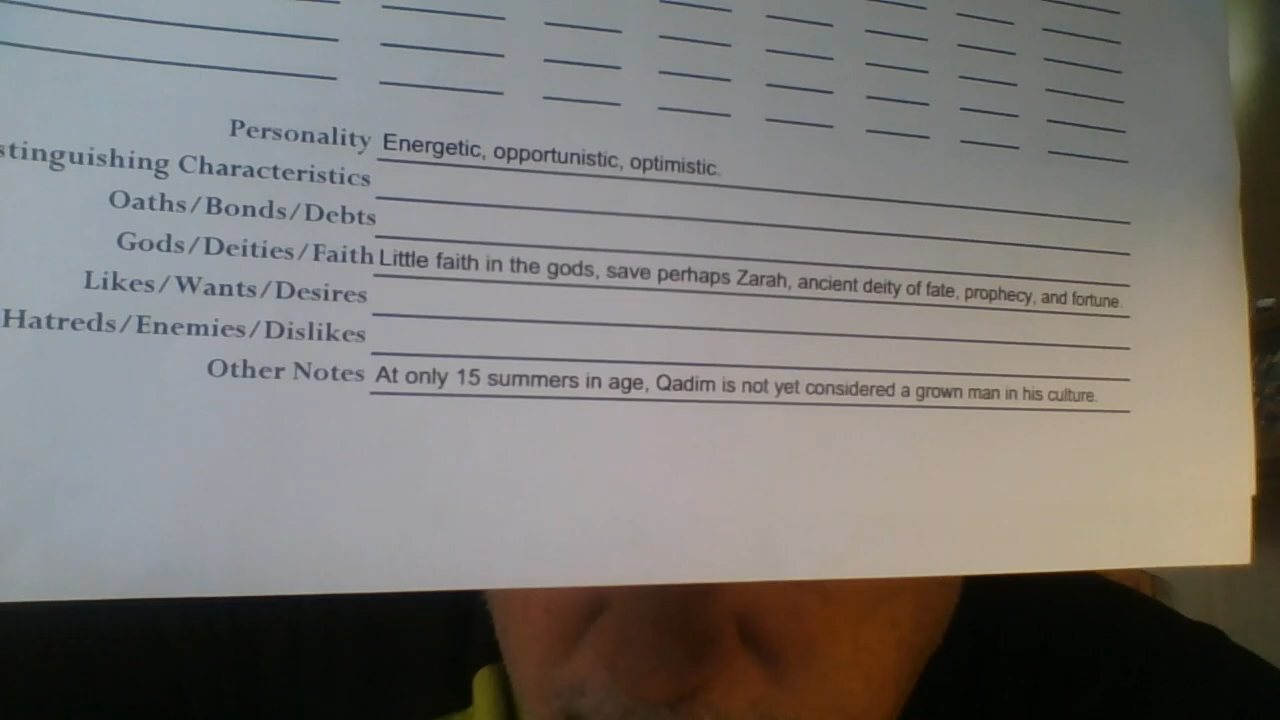 Personality Energetic, opportunistic, optimistic.
stinguishing Characteristics
Oaths/Bonds/Debts
Gods/Deities/Faith Little faith in the gods, save perhaps Zarah, ancient deity of fate, prophecy, and fortune.
Likes/Wants/Desires
Hatreds/Enemies/Dislikes
Other Notes At only 15 summers in age, Qadim is not yet considered a grown man in his culture.